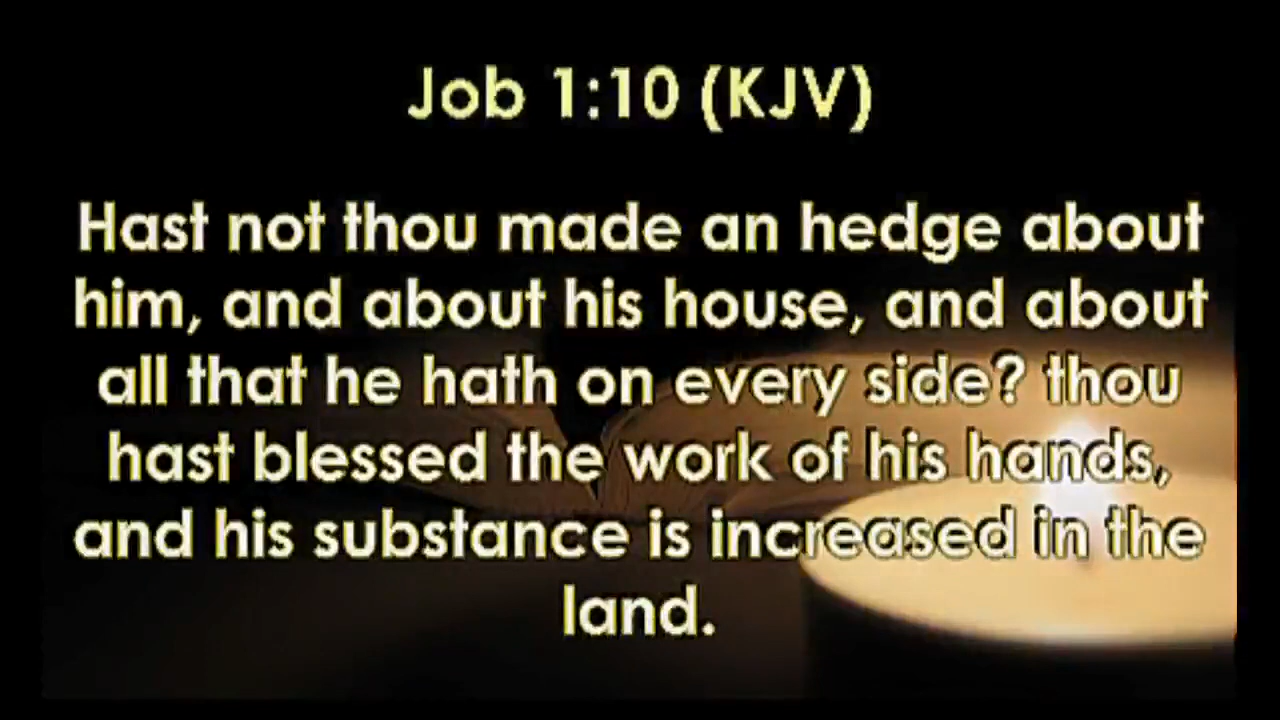 Job 1:10 (KJV)
Hast not thou made an hedge about
him, and about his house, and about
all that he hath on every side? thou
hast blessed the work of his hands,
and his substance is increased in the
land.